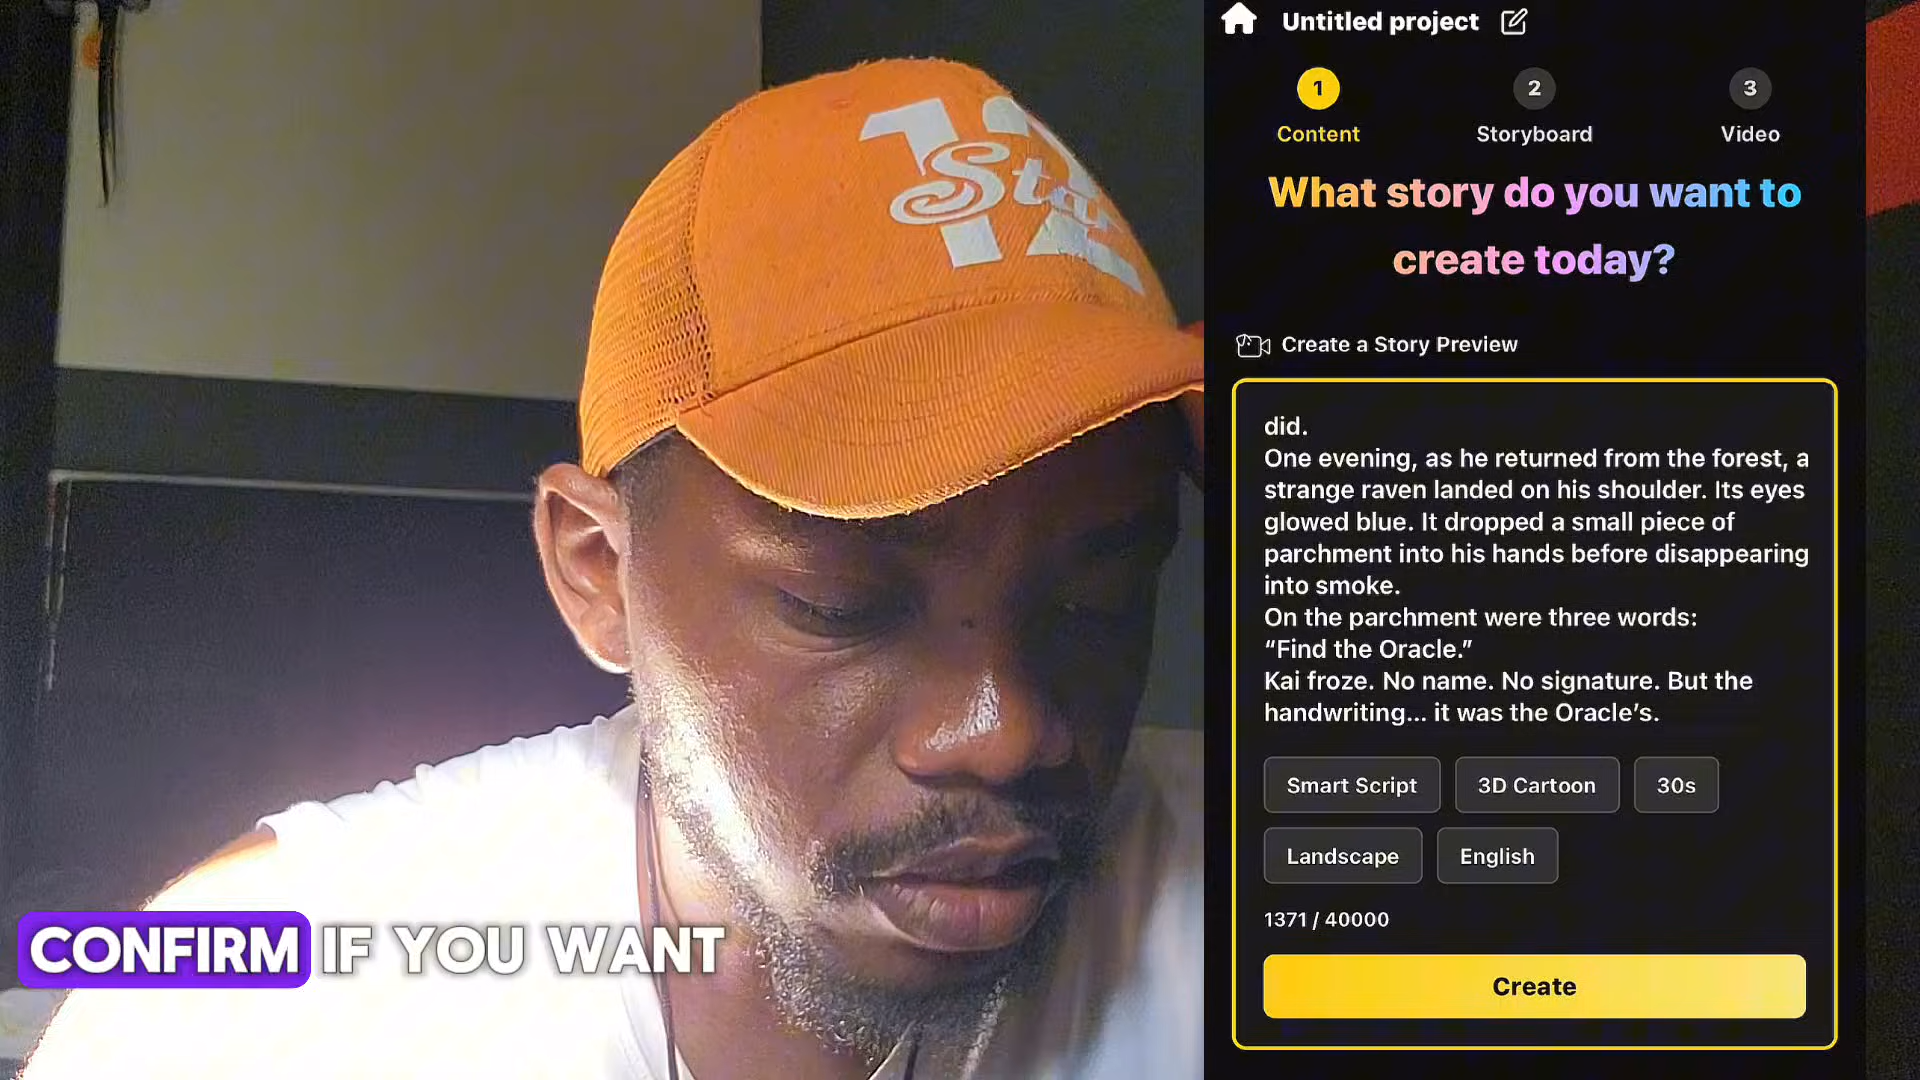 12
Star
12
CONFIRM IF YOU WANT
Untitled project
1
2
3
Content
Storyboard
Video
What story do you want to
create today?
Create a Story Preview
did.
One evening, as he returned from the forest, a
strange raven landed on his shoulder. Its eyes
glowed blue. It dropped a small piece of
parchment into his hands before disappearing
into smoke.
On the parchment were three words:
“Find the Oracle.”
Kai froze. No name. No signature. But the
handwriting... it was the Oracle’s.
Smart Script
3D Cartoon
30s
Landscape
English
1371 / 40000
Create